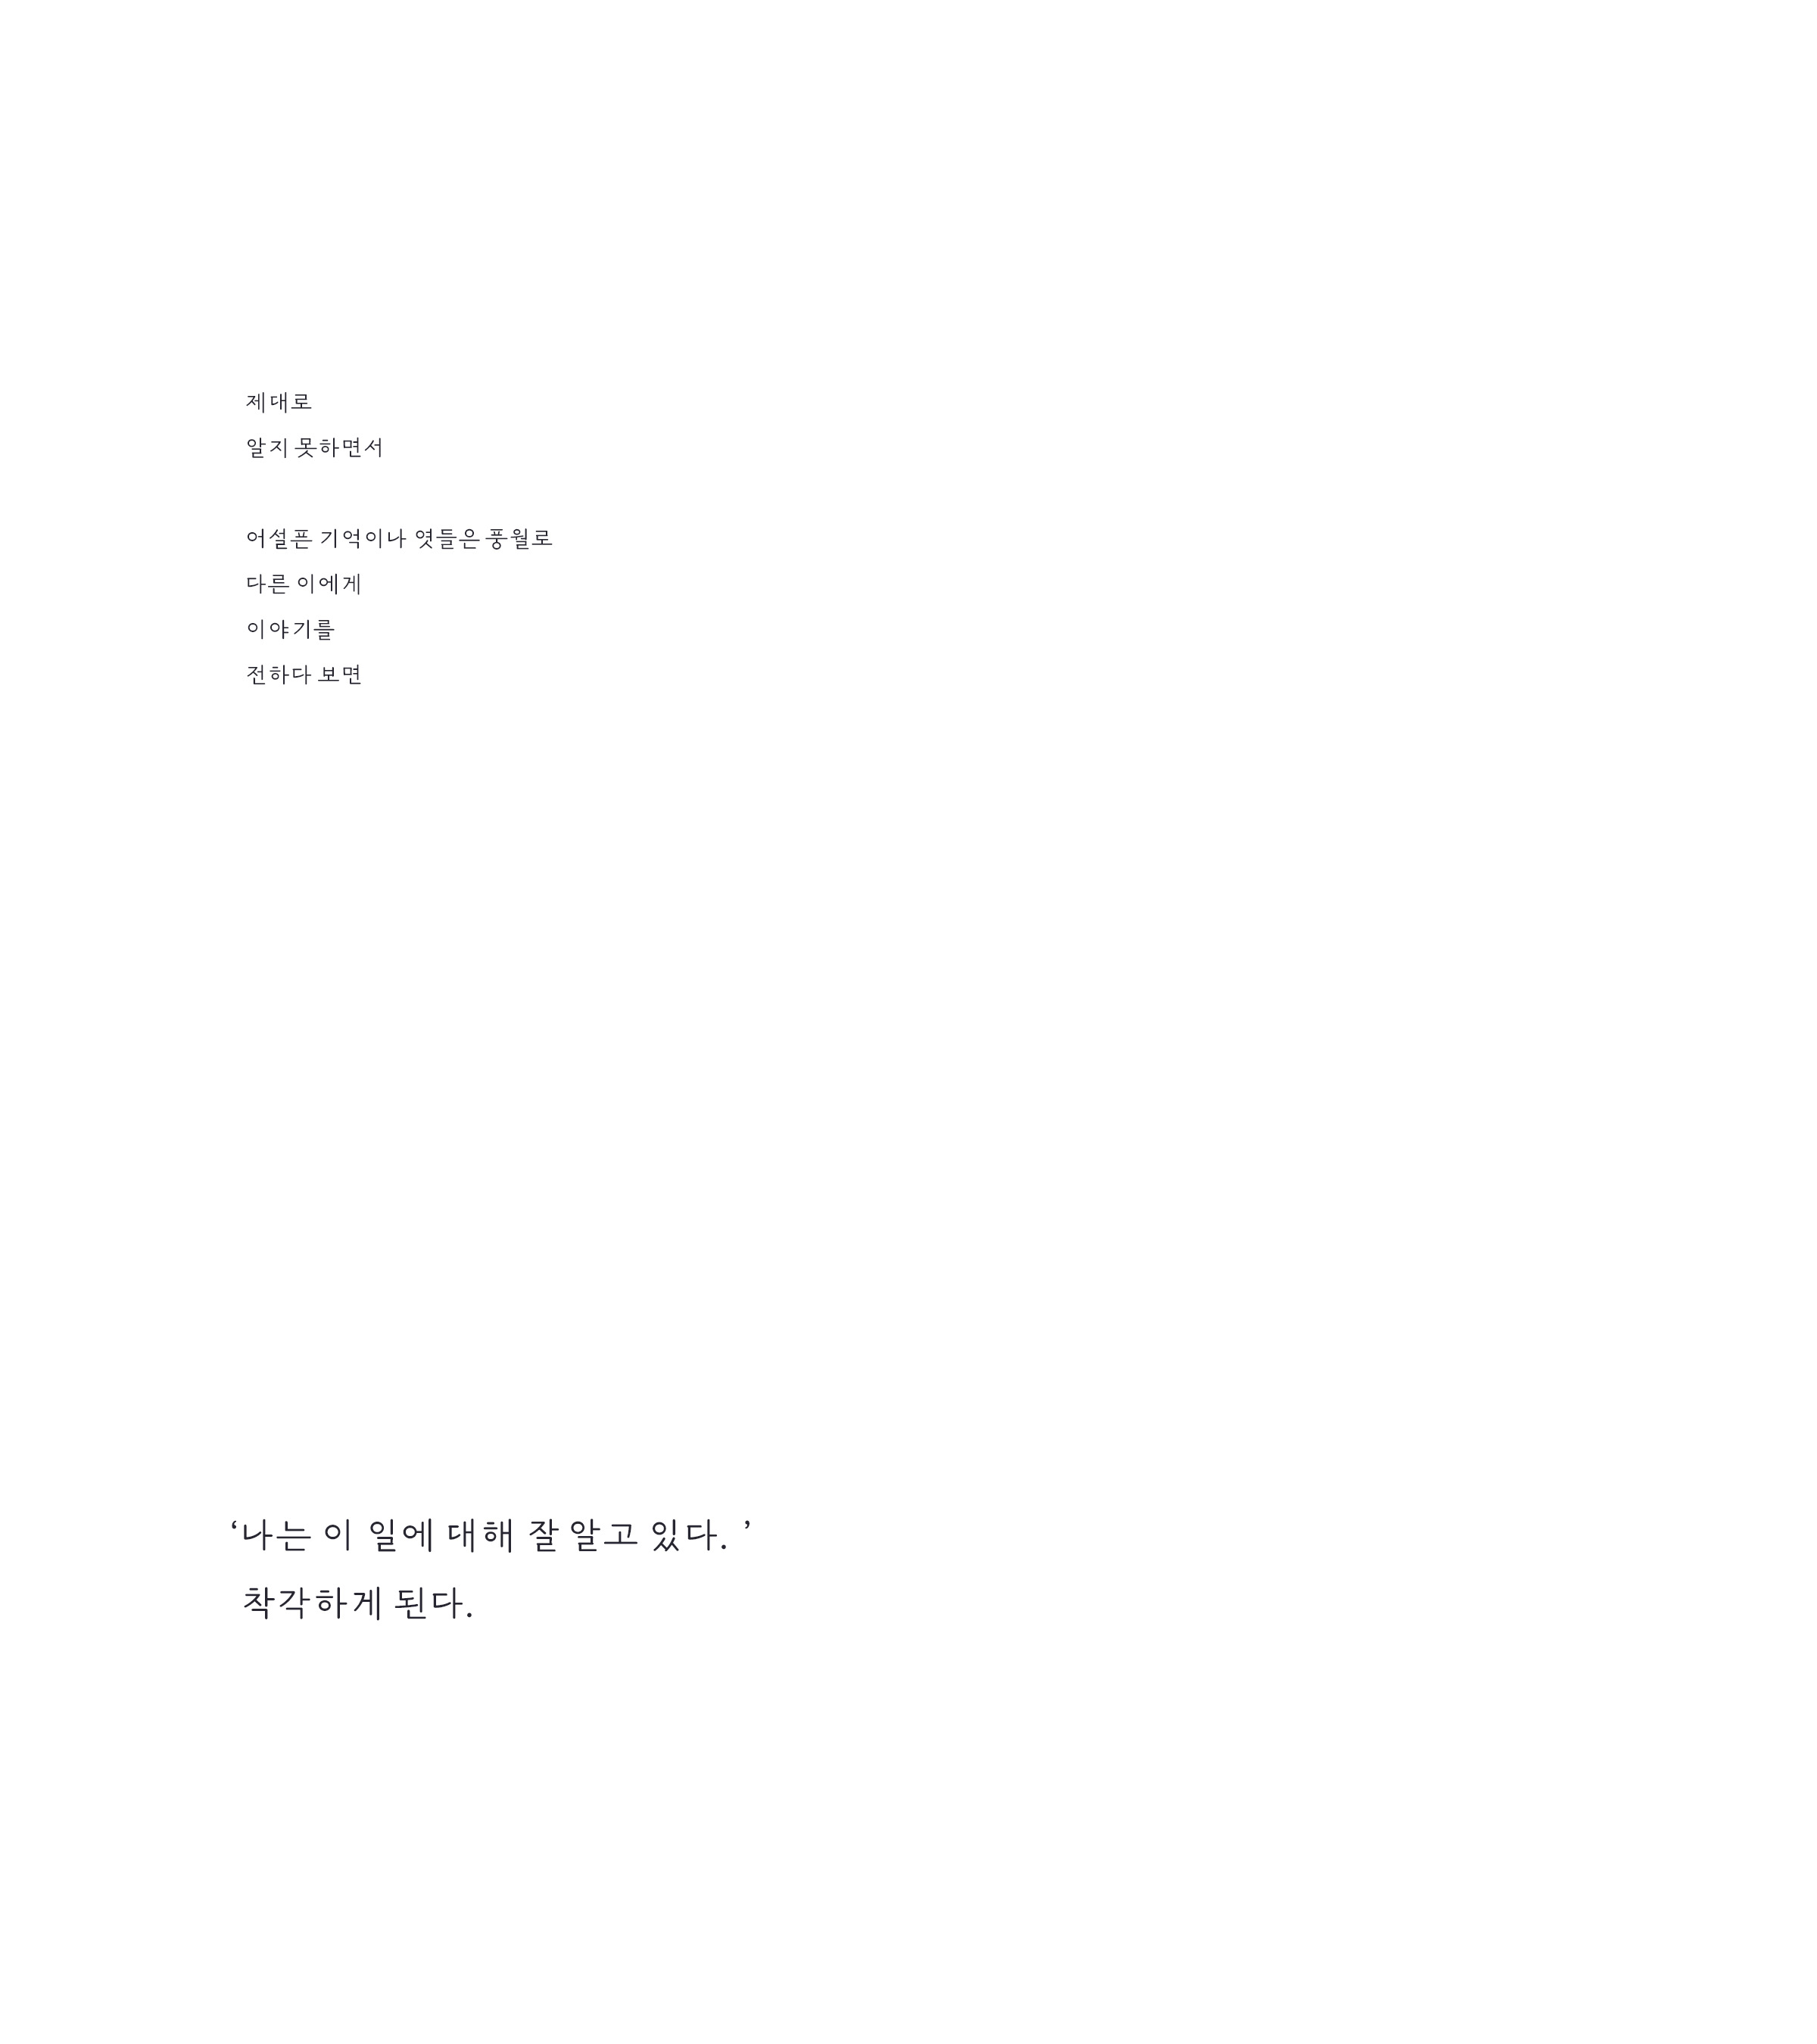 제대로
알지 못하면서
어설픈 기억이나 엿들은 풍월로
다른 이에게
이야기를
전하다 보면
‘나는 이 일에 대해 잘 알고 있다. ’
착각하게 된다.